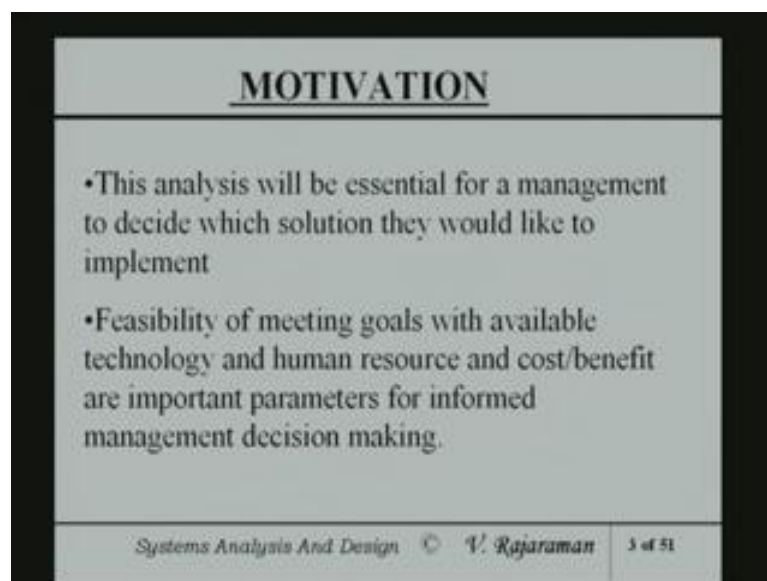 MOTIVATION
•This analysis will be essential for a management
to decide which solution they would like to
implement
•Feasibility of meeting goals with available
technology and human resource and cost/benefit
are important parameters for informed
management decision making.
Systems Analysis And Design © V. Rajaraman 3 of 51